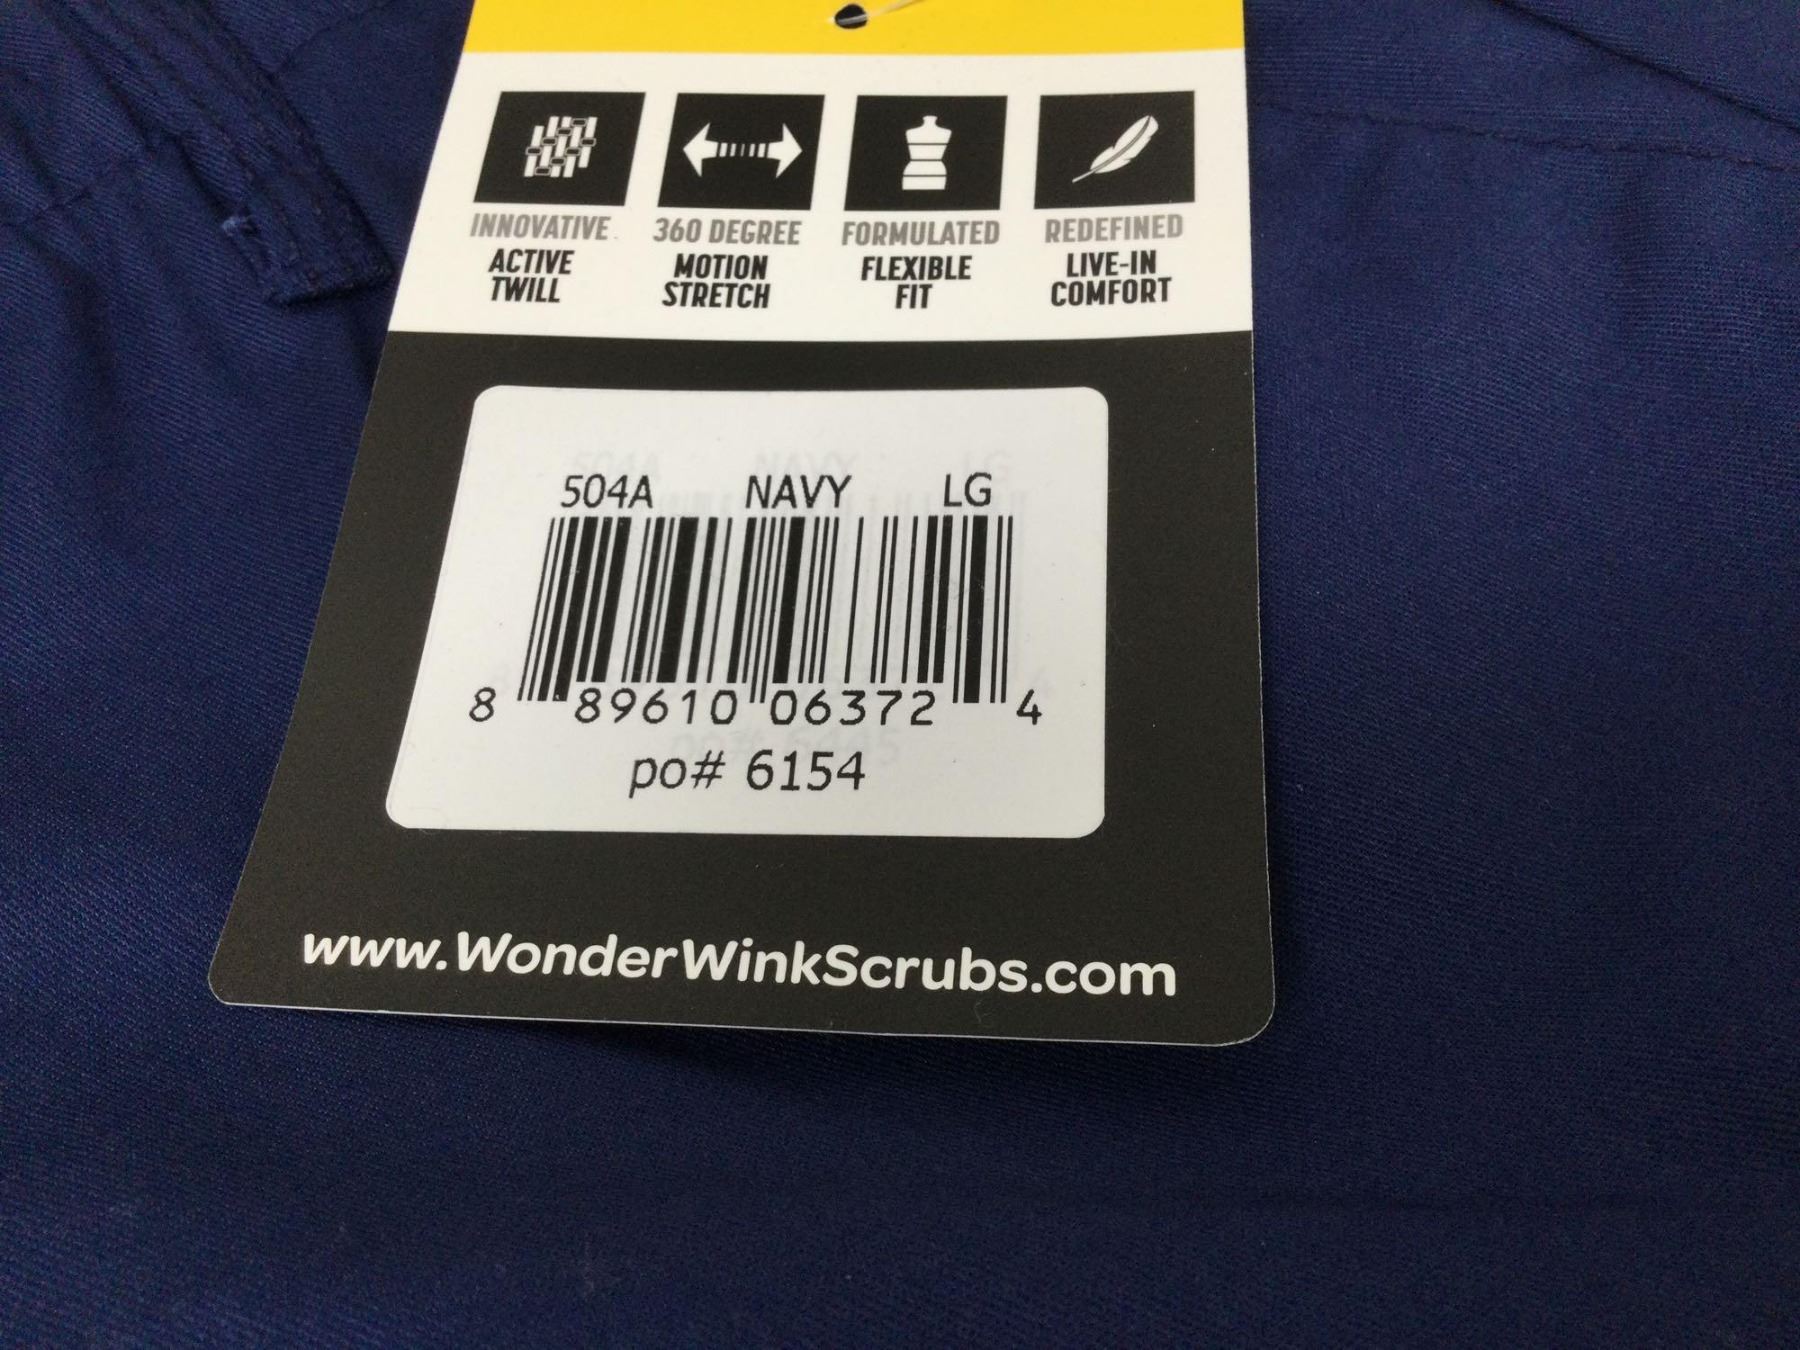 INNOVATIVE 360 DEGREE FORMULATED REDEFINED
ACTIVE MOTION FLEXIBLE LIVE-IN
TWILL STRETCH FIT COMFORT
504A NAVY LG
8 89610 06372 4
po# 6154
www.WonderWinkScrubs.com